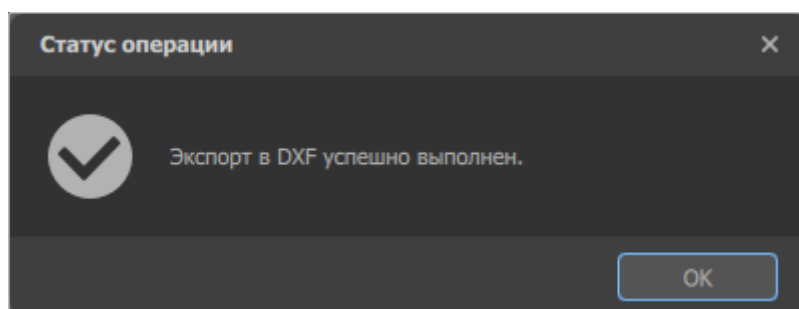 Статус операции
Экспорт в DXF успешно выполнен.
OK